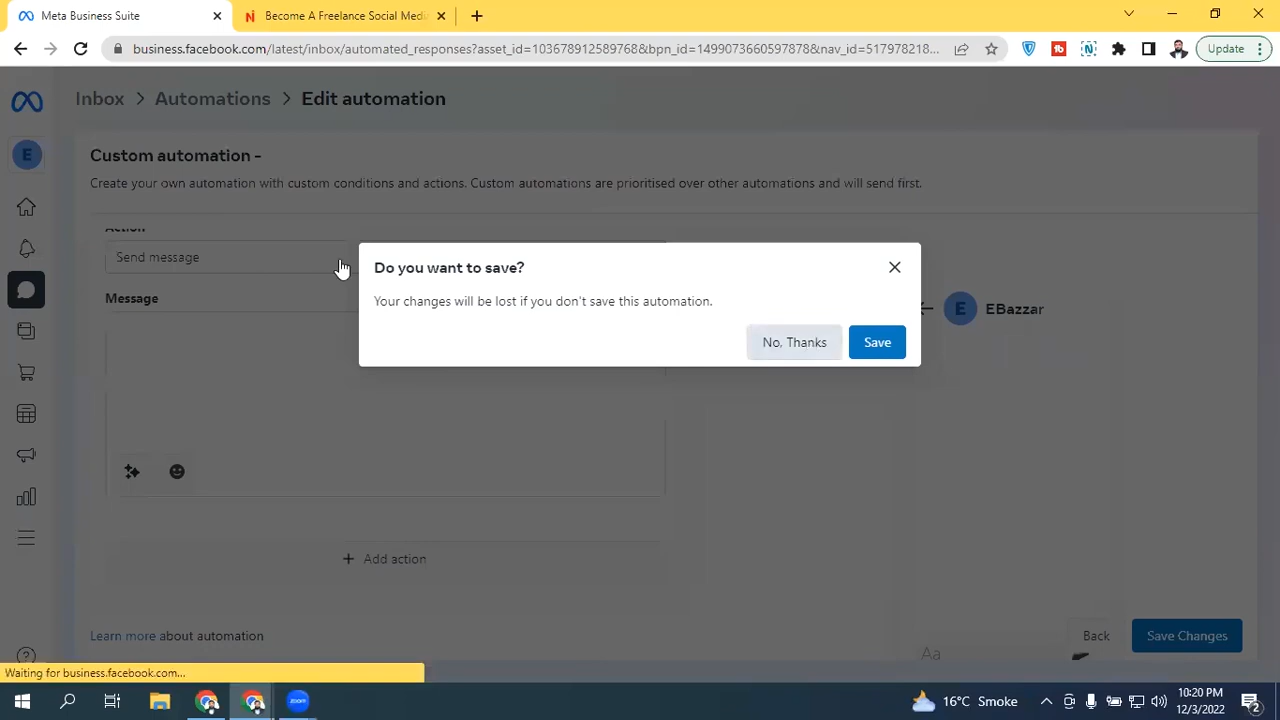 Meta Business Suite
Become A Freelance Social Medi
business.facebook.com/latest/inbox/automated_responses?asset_id=103678912589768&bpn_id=1499073660597878&nav_id=517978218...
Update
Inbox > Automations > Edit automation
E
Custom automation -
Create your own automation with custom conditions and actions. Custom automations are prioritised over other automations and will send first.
Action
Send message
Do you want to save?
Your changes will be lost if you don't save this automation.
No, Thanks
Save
Message
E EBazzar
+ Add action
Learn more about automation
Back
Save Changes
Aa
Waiting for business.facebook.com...
zoom
16°C Smoke
10:20 PM
12/3/2022
2